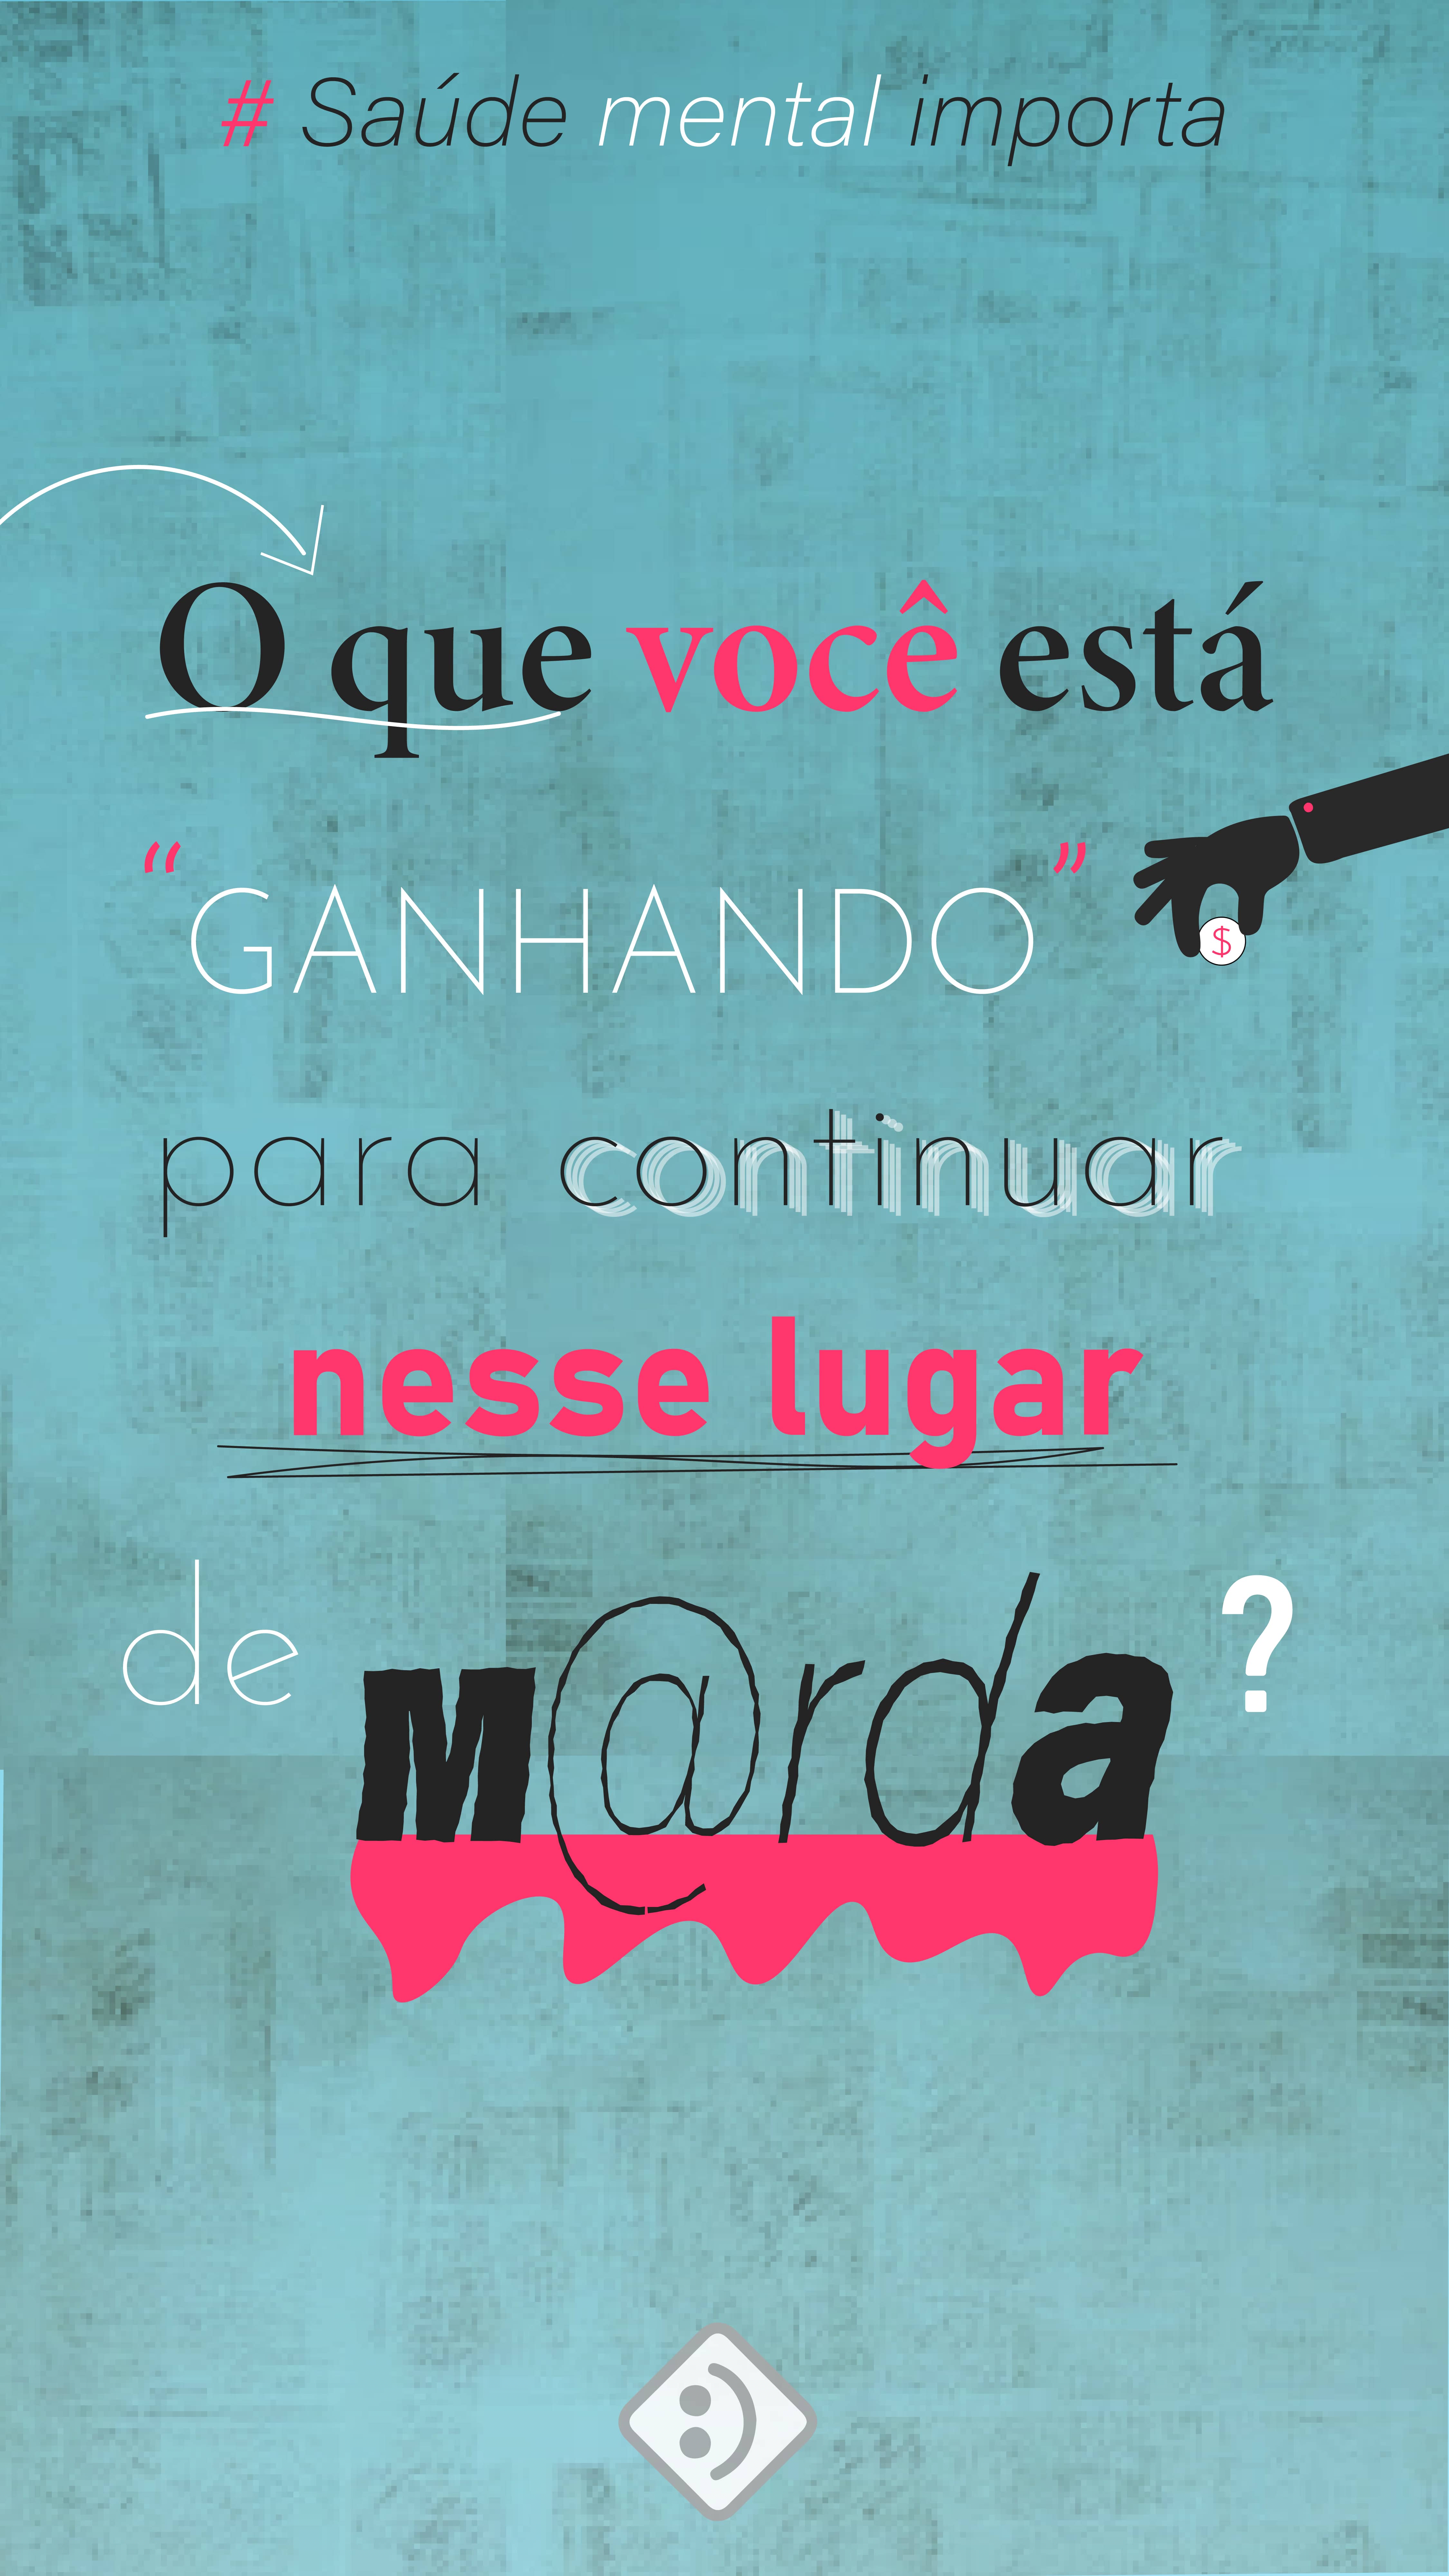 # Saúde mental importa
O que você está
“GANHANDO”
$
para continuar
nesse lugar
de m@rda?
:)